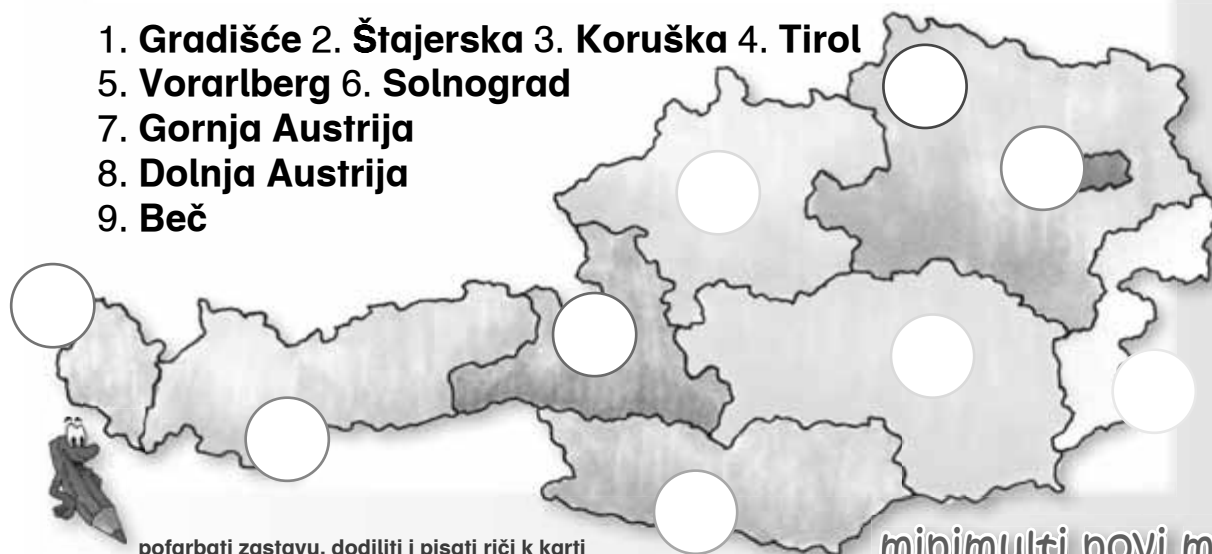 1. Gradišće 2. Štajerska 3. Koruška 4. Tirol
5. Vorarlberg 6. Solnograd
7. Gornja Austrija
8. Dolnja Austrija
9. Beč
pofarbati zastavu, dodiliti i pisati riči k karti
minimulti novi